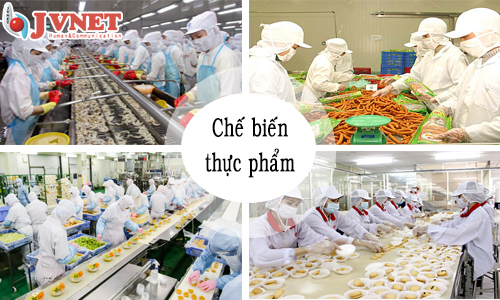 JVNET
Human&Communication
Chế biến
thực phẩm